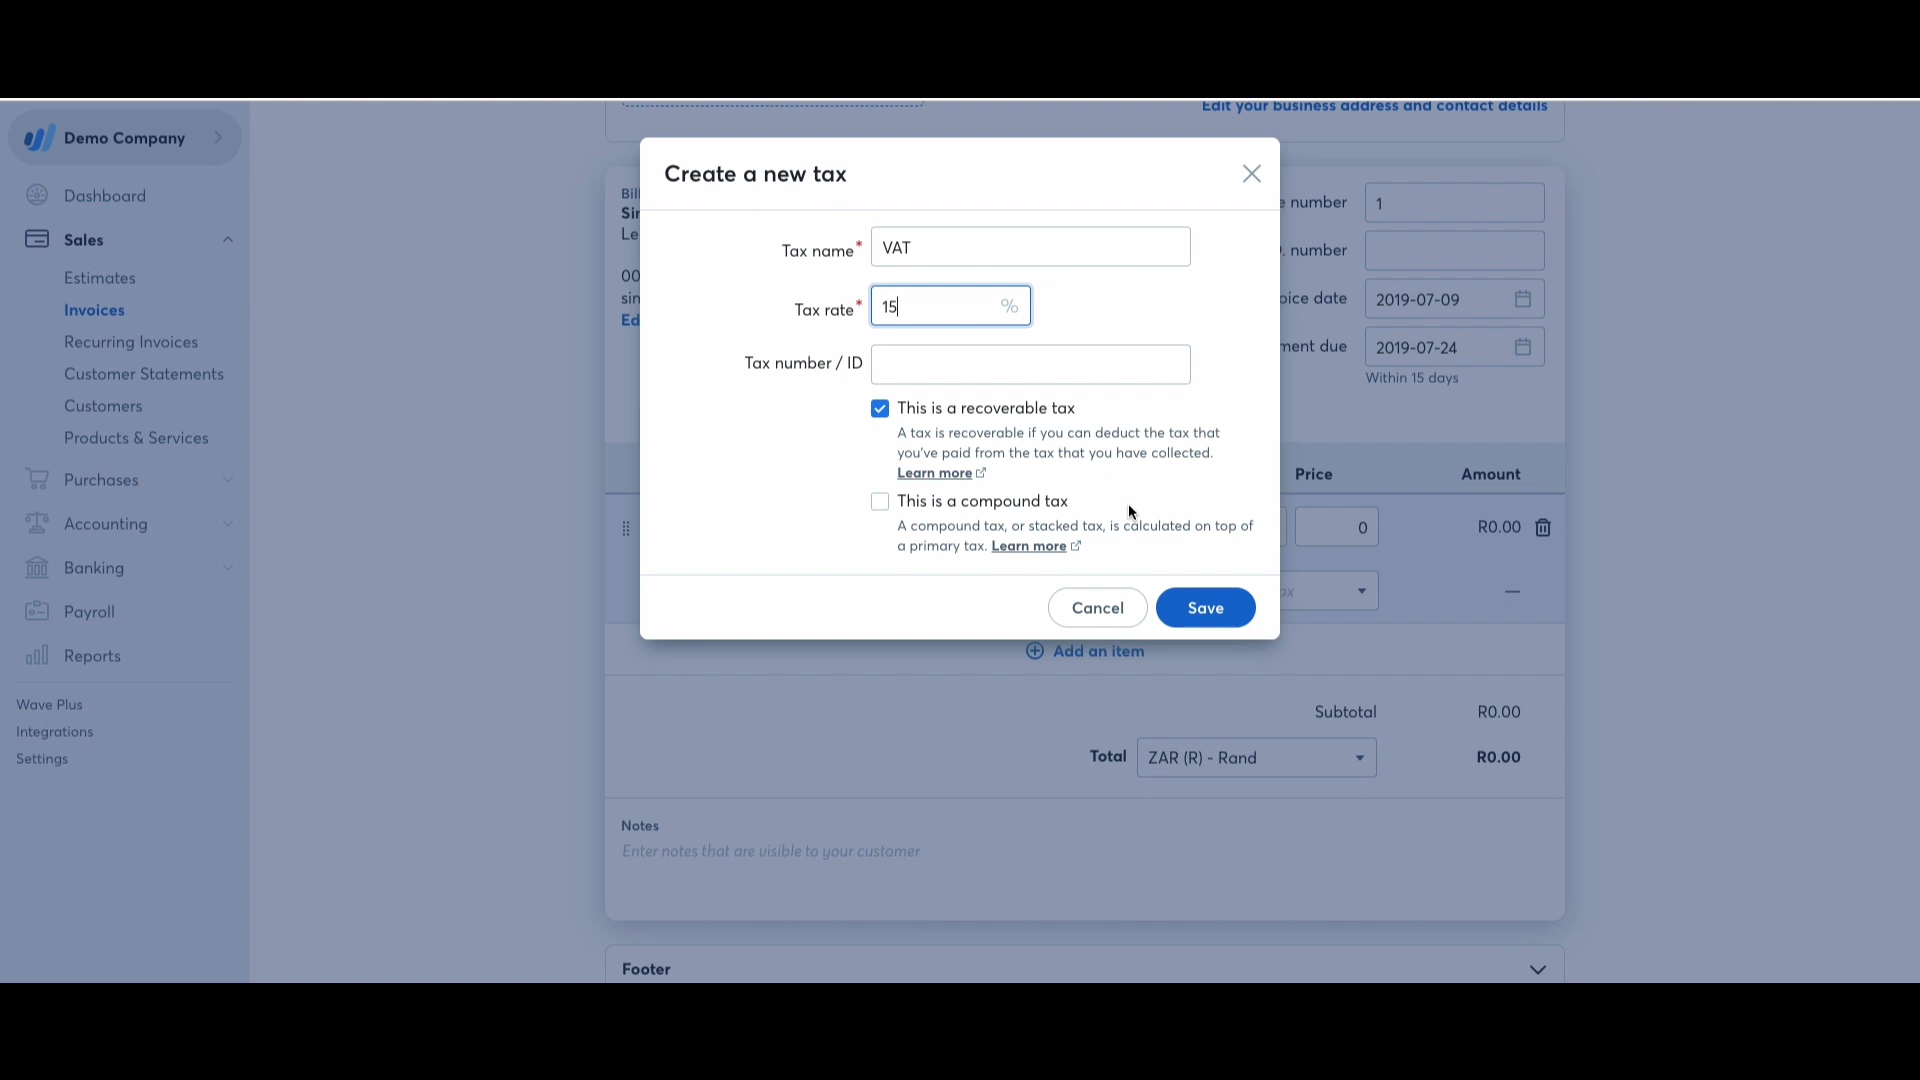 Edit your business address and contact details
Demo Company
Dashboard
Sales
Estimates
Invoices
Recurring Invoices
Customer Statements
Customers
Products & Services
Purchases
Accounting
Banking
Payroll
Reports
Wave Plus
Integrations
Settings
Create a new tax
Tax name*
VAT
Tax rate*
15 %
Tax number / ID
This is a recoverable tax
A tax is recoverable if you can deduct the tax that
you've paid from the tax that you have collected.
Learn more
This is a compound tax
A compound tax, or stacked tax, is calculated on top of
a primary tax. Learn more
Cancel
Save
number 1
number
date 2019-07-09
due 2019-07-24
Within 15 days
Price Amount
0 R0.00
—
Add an item
Subtotal R0.00
Total ZAR (R) - Rand R0.00
Notes
Enter notes that are visible to your customer
Footer